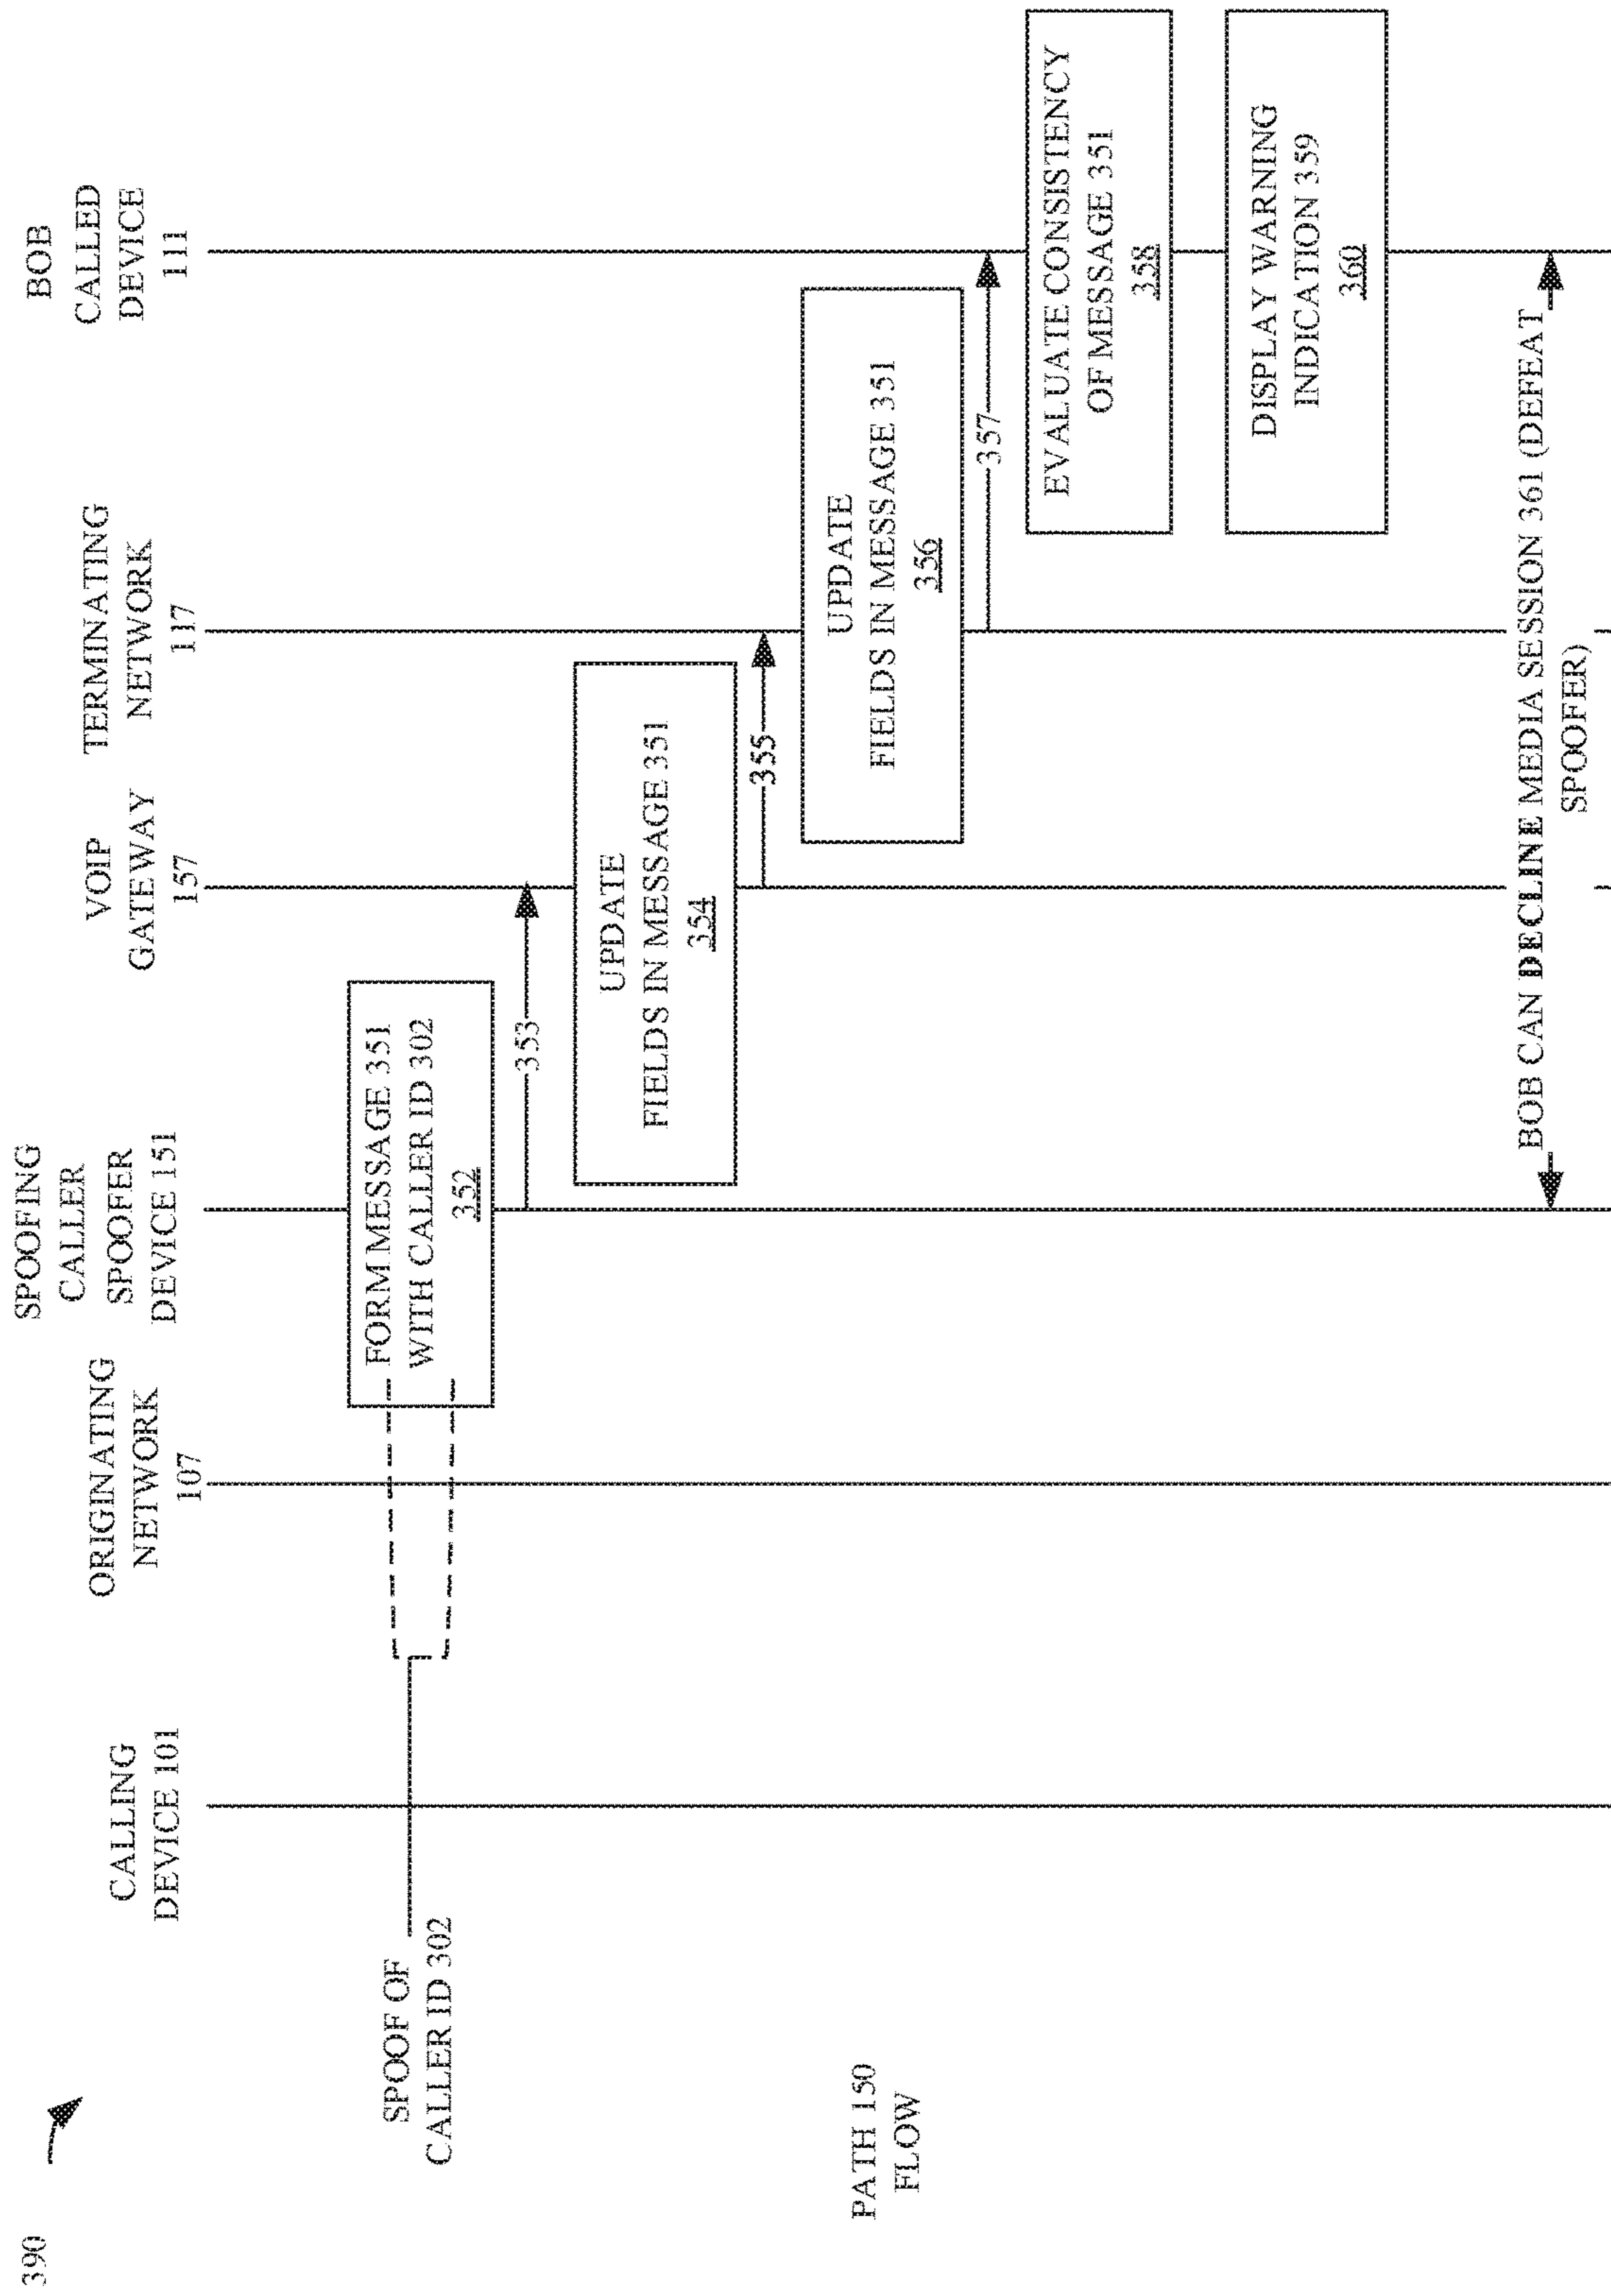 390
CALLING
DEVICE 101
ORIGINATING
NETWORK
107
SPOOFING
CALLER
SPOOFER
DEVICE 151
VOIP
GATEWAY
157
TERMINATING
NETWORK
117
BOB
CALLED
DEVICE
111
SPOOF OF
CALLER ID 302
FORM MESSAGE 351
WITH CALLER ID 302
352
353
UPDATE
FIELDS IN MESSAGE 351
354
355
UPDATE
FIELDS IN MESSAGE 351
356
PATH 150
FLOW
357
EVALUATE CONSISTENCY
OF MESSAGE 351
358
DISPLAY WARNING
INDICATION 359
360
BOB CAN DECLINE MEDIA SESSION 361 (DEFEAT
SPOOFER)